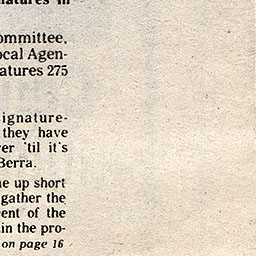 natures in
ommittee,
ocal Agen-
atures 275
ignature-
they have
er 'til it's
Berra.
e up short
gather the
ent of the
in the pro-
on page 16